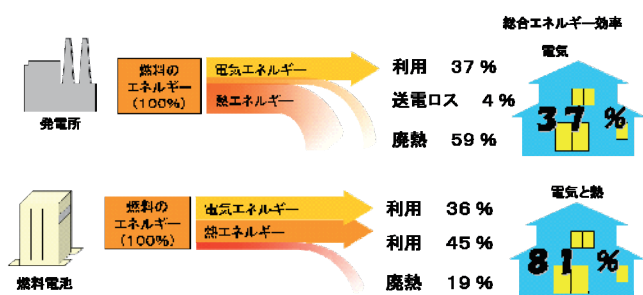 総合エネルギー効率
電気
燃料の
エネルギー
(100%)
電気エネルギー
熱エネルギー
利用 37 %
送電ロス 4 %
廃熱 59 %
37 %
発電所
電気と熱
燃料の
エネルギー
(100%)
電気エネルギー
熱エネルギー
利用 36 %
利用 45 %
廃熱 19 %
81 %
燃料電池